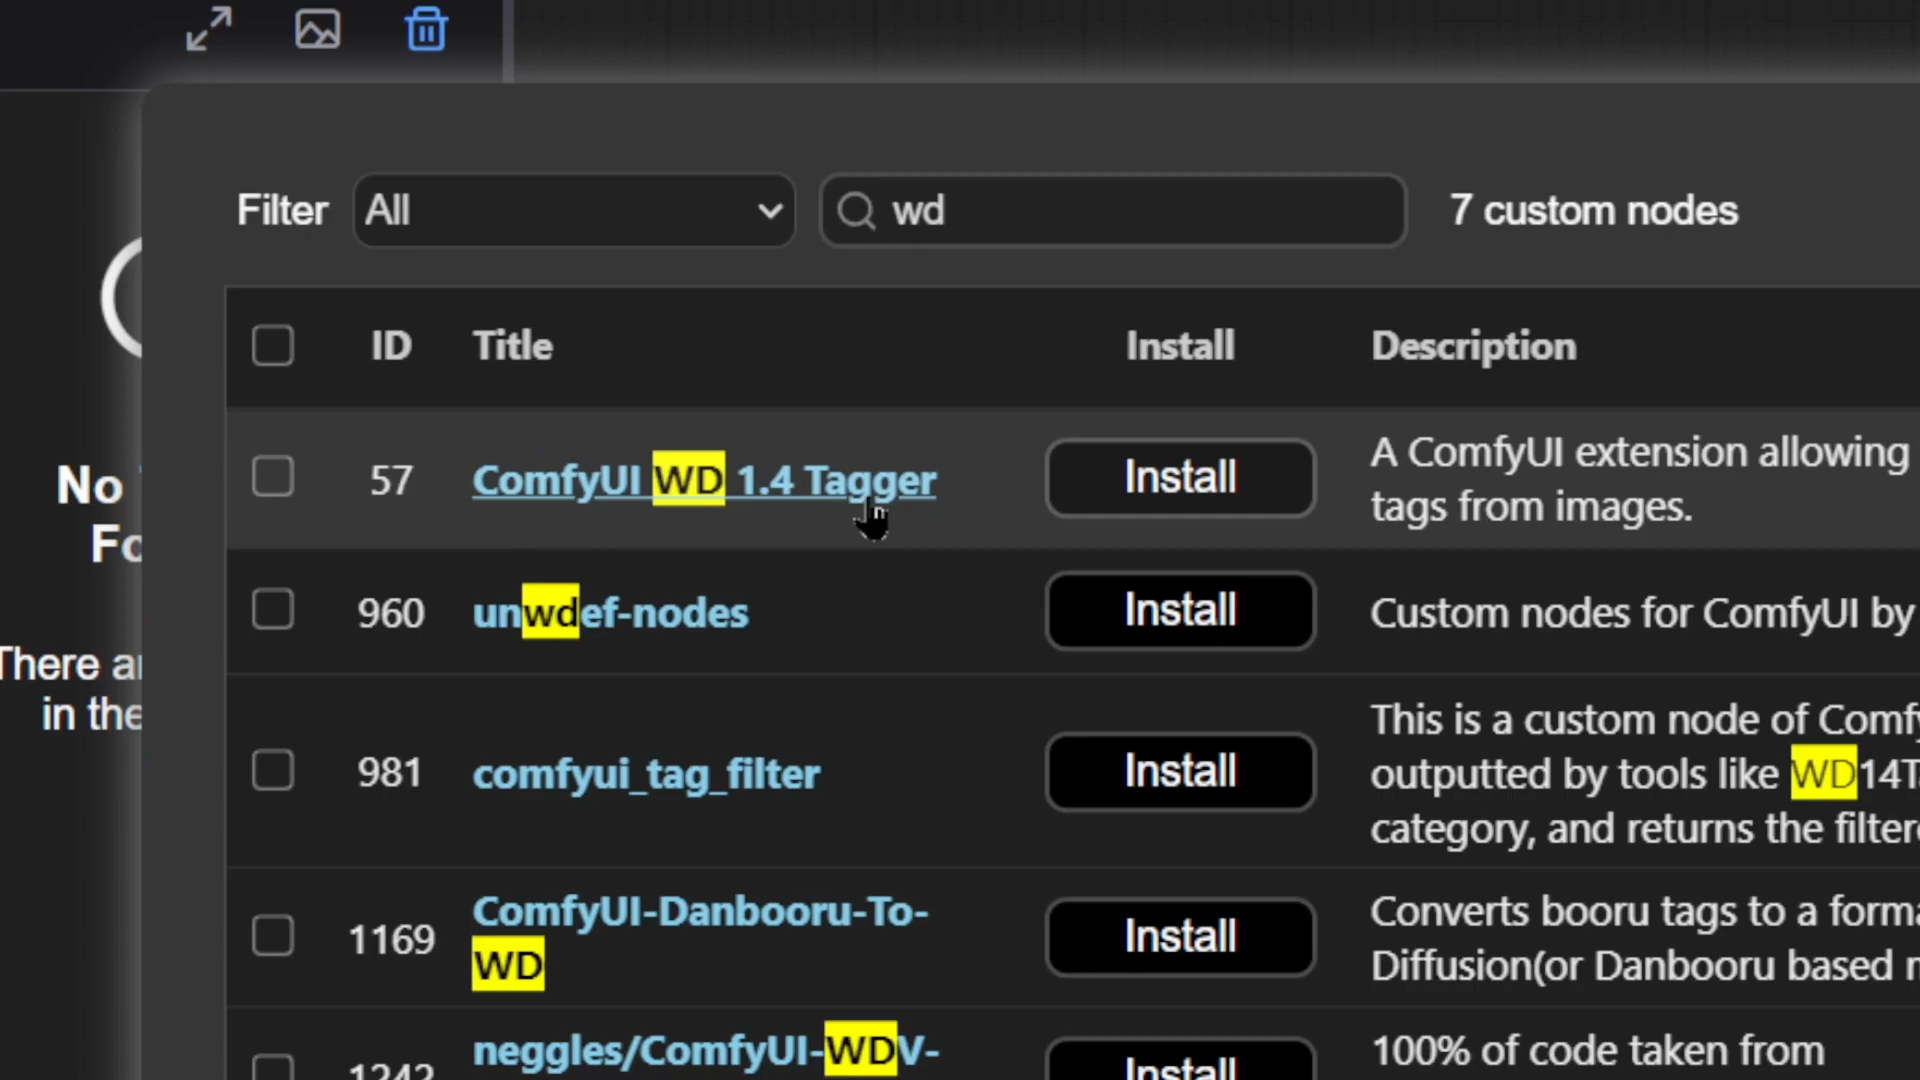 Filter All wd 7 custom nodes
ID Title Install Description
57 ComfyUI WD 1.4 Tagger Install A ComfyUI extension allowing
tags from images.
960 unwdef-nodes Install Custom nodes for ComfyUI by
981 comfyui_tag_filter Install This is a custom node of Comfy
outputted by tools like WD14T
category, and returns the filter
1169 ComfyUI-Danbooru-To-
WD Install Converts booru tags to a forma
Diffusion(or Danbooru based
1242 neggles/ComfyUI-WDV- Install 100% of code taken from
No
Fo
There a
in the